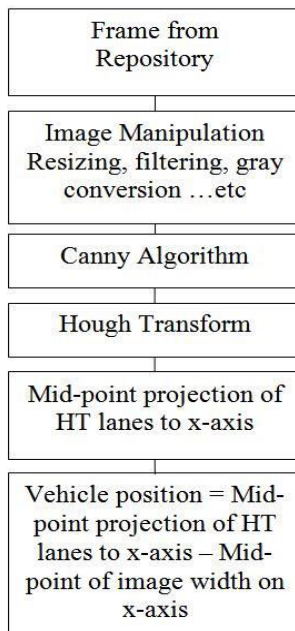 Frame from
Repository
Image Manipulation
Resizing, filtering, gray
conversion …etc
Canny Algorithm
Hough Transform
Mid-point projection of
HT lanes to x-axis
Vehicle position = Mid-
point projection of HT
lanes to x-axis – Mid-
point of image width on
x-axis